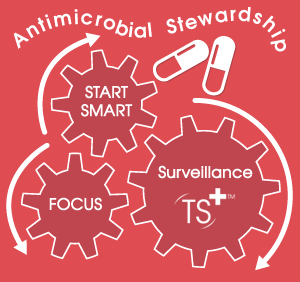 Antimicrobial Stewardship
START
SMART
Surveillance
FOCUS
TS+™